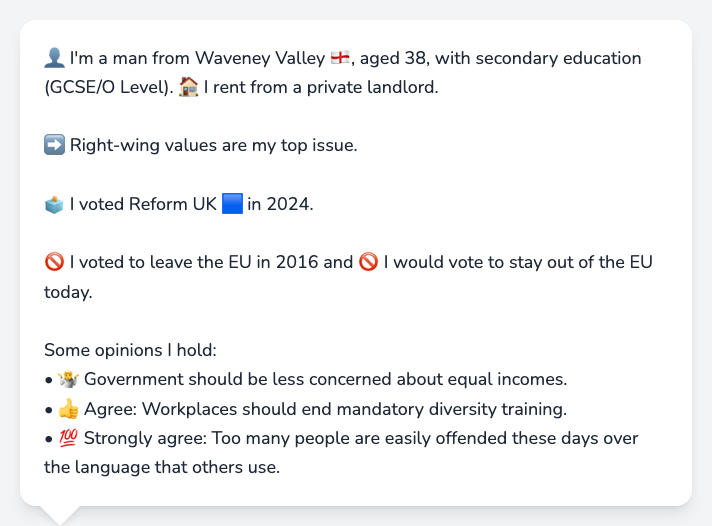 👤 I'm a man from Waveney Valley 🏴󠁧󠁢󠁥󠁮󠁧󠁿, aged 38, with secondary education
(GCSE/O Level). 🏠 I rent from a private landlord.
➡️ Right-wing values are my top issue.
🗳️ I voted Reform UK 🟦 in 2024.
🚫 I voted to leave the EU in 2016 and 🚫 I would vote to stay out of the EU
today.
Some opinions I hold:
• 🤷 Government should be less concerned about equal incomes.
• 👍 Agree: Workplaces should end mandatory diversity training.
• 💯 Strongly agree: Too many people are easily offended these days over
the language that others use.